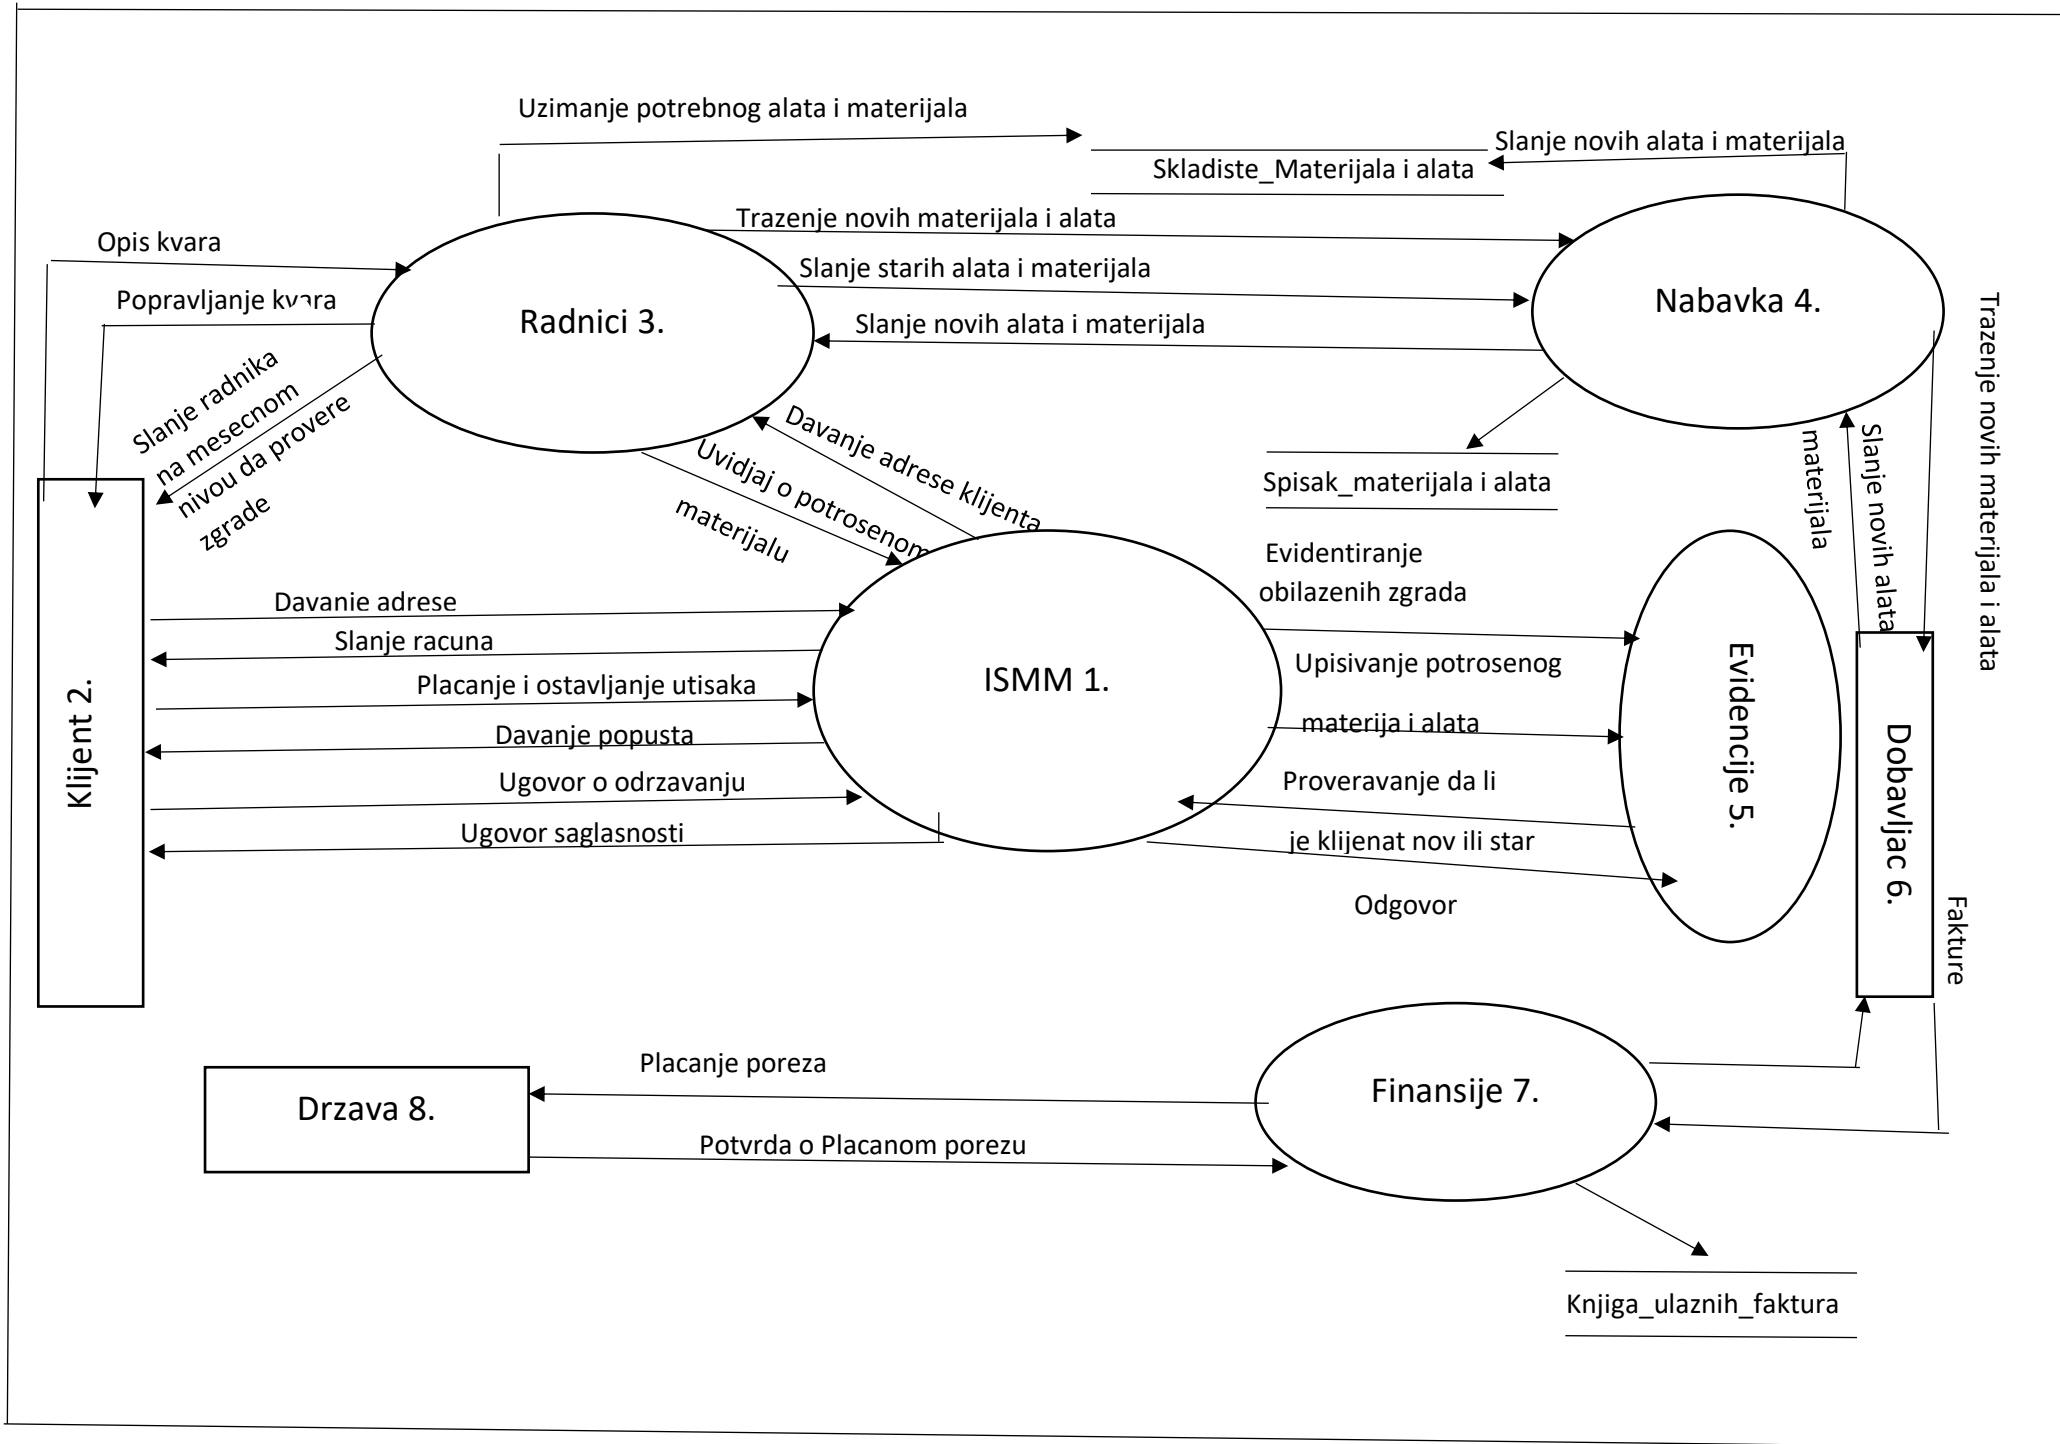 Uzimanje potrebnog alata i materijala
Slanje novih alata i materijala
Skladiste_Materijala i alata
Trazenje novih materijala i alata
Opis kvara
Slanje starih alata i materijala
Popravljanje kvara
Radnici 3.
Slanje novih alata i materijala
Nabavka 4.
Trazenje novih materijala i alata
Slanje radnika
na mesecnom
nivou da provere
zgrade
Davanje adrese klijenta
Uvidjaj o potrosenom
materijalu
Slanje novih alata
materijala
Spisak_materijala i alata
Evidentiranje
obilazenih zgrada
Davanje adrese
Slanje racuna
Placanje i ostavljanje utisaka
Davanje popusta
Ugovor o odrzavanju
Ugovor saglasnosti
Klijent 2.
ISMM 1.
Upisivanje potrosenog
materija i alata
Proveravanje da li
je klijenat nov ili star
Odgovor
Evidencije 5.
Dobavljac 6.
Fakture
Placanje poreza
Drzava 8.
Finansije 7.
Potvrda o Placanom porezu
Knjiga_ulaznih_faktura